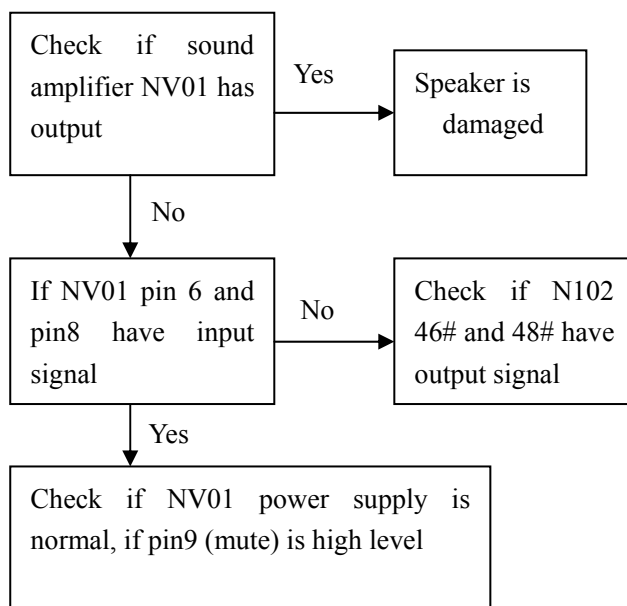 Check if sound
amplifier NV01 has
output
Yes
Speaker is
damaged
No
If NV01 pin 6 and
pin8 have input
signal
No
Check if N102
46# and 48# have
output signal
Yes
Check if NV01 power supply is
normal, if pin9 (mute) is high level